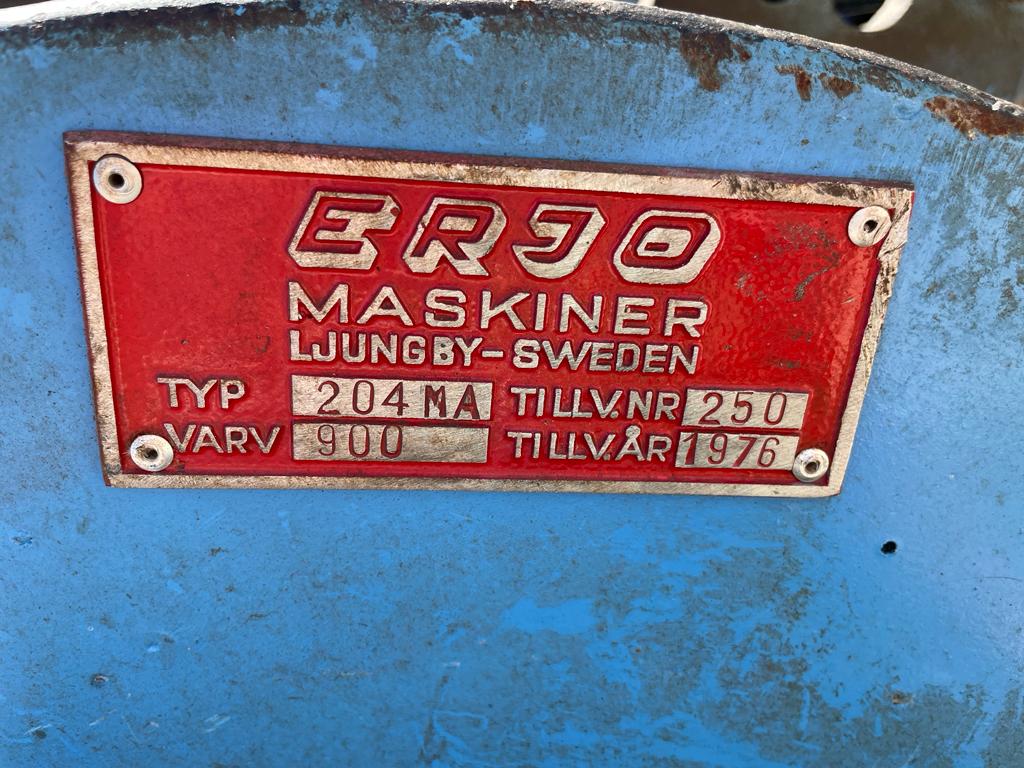 ERJO
MASKINER
LJUNGBY-SWEDEN
TYP 204 MA TILLV.NR 250
VARV 900 TILLV.ÅR 1976